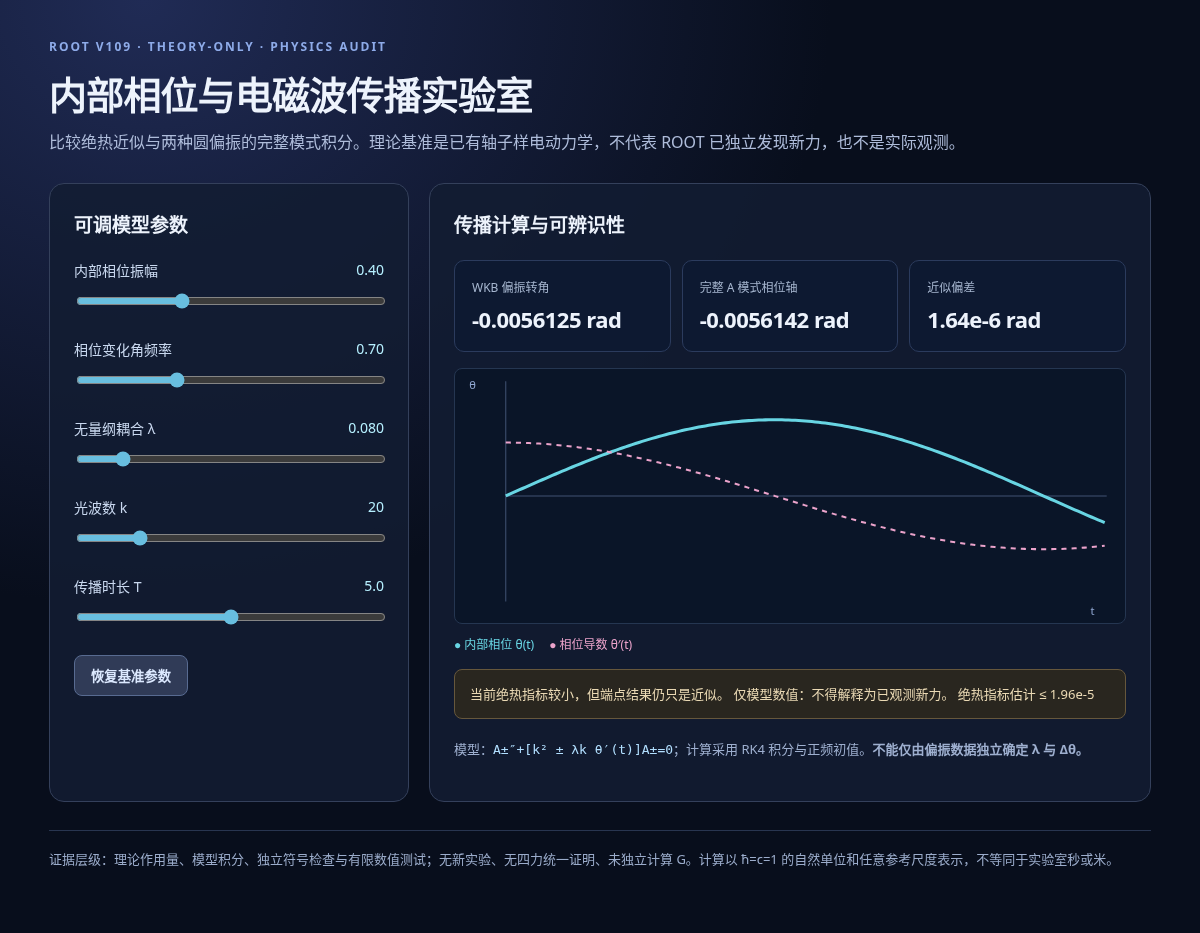 ROOT V109 · THEORY-ONLY · PHYSICS AUDIT
内部相位与电磁波传播实验室
比较绝热近似与两种圆偏振的完整模式积分。理论基准是已有轴子样电动力学，不代表 ROOT 已独立发现新力，也不是实际观测。
可调模型参数
内部相位振幅 0.40
相位变化角频率 0.70
无量纲耦合 λ 0.080
光波数 k 20
传播时长 T 5.0
恢复基准参数
传播计算与可辨识性
WKB 偏振转角
-0.0056125 rad
完整 A 模式相位轴
-0.0056142 rad
近似偏差
1.64e-6 rad
θ
t
● 内部相位 θ(t) ● 相位导数 θ′(t)
当前绝热指标较小，但端点结果仍只是近似。 仅模型数值：不得解释为已观测新力。 绝热指标估计 ≤ 1.96e-5
模型：A±″+[k² ± λk θ′(t)]A±=0；计算采用 RK4 积分与正频初值。不能仅由偏振数据独立确定 λ 与 Δθ。
证据层级：理论作用量、模型积分、独立符号检查与有限数值测试；无新实验、无四力统一证明、未独立计算 G。计算以 ħ=c=1 的自然单位和任意参考尺度表示，不等同于实验室秒或米。